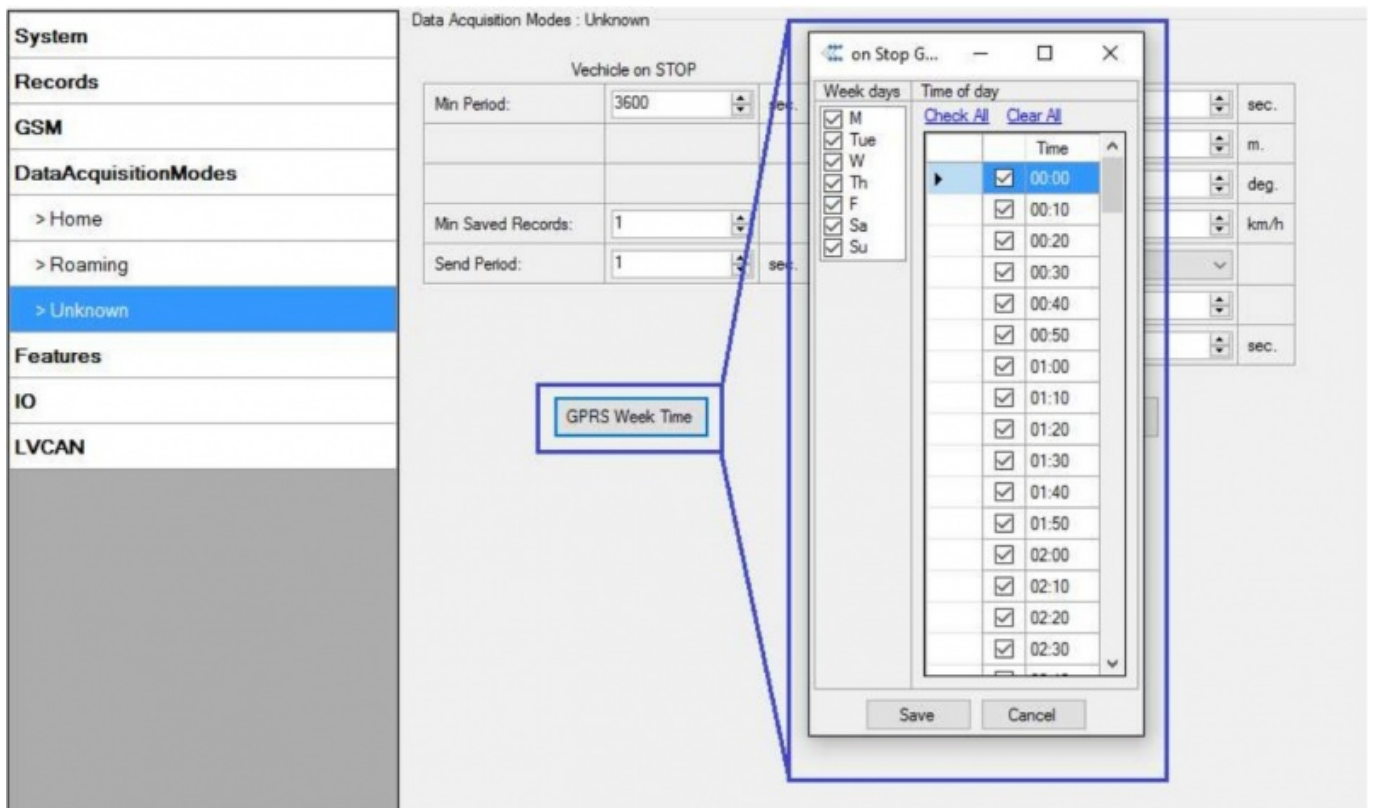 System
Records
GSM
DataAcquisitionModes
> Home
> Roaming
> Unknown
Features
IO
LVCAN
Data Acquisition Modes : Unknown
Vechicle on STOP
Min Period: 3600 sec.
Min Saved Records: 1
Send Period: 1 sec.
GPRS Week Time
sec.
m.
deg.
km/h
sec.
on Stop G...
Week days
M
Tue
W
Th
F
Sa
Su
Time of day
Check All Clear All
Time
00:00
00:10
00:20
00:30
00:40
00:50
01:00
01:10
01:20
01:30
01:40
01:50
02:00
02:10
02:20
02:30
Save Cancel